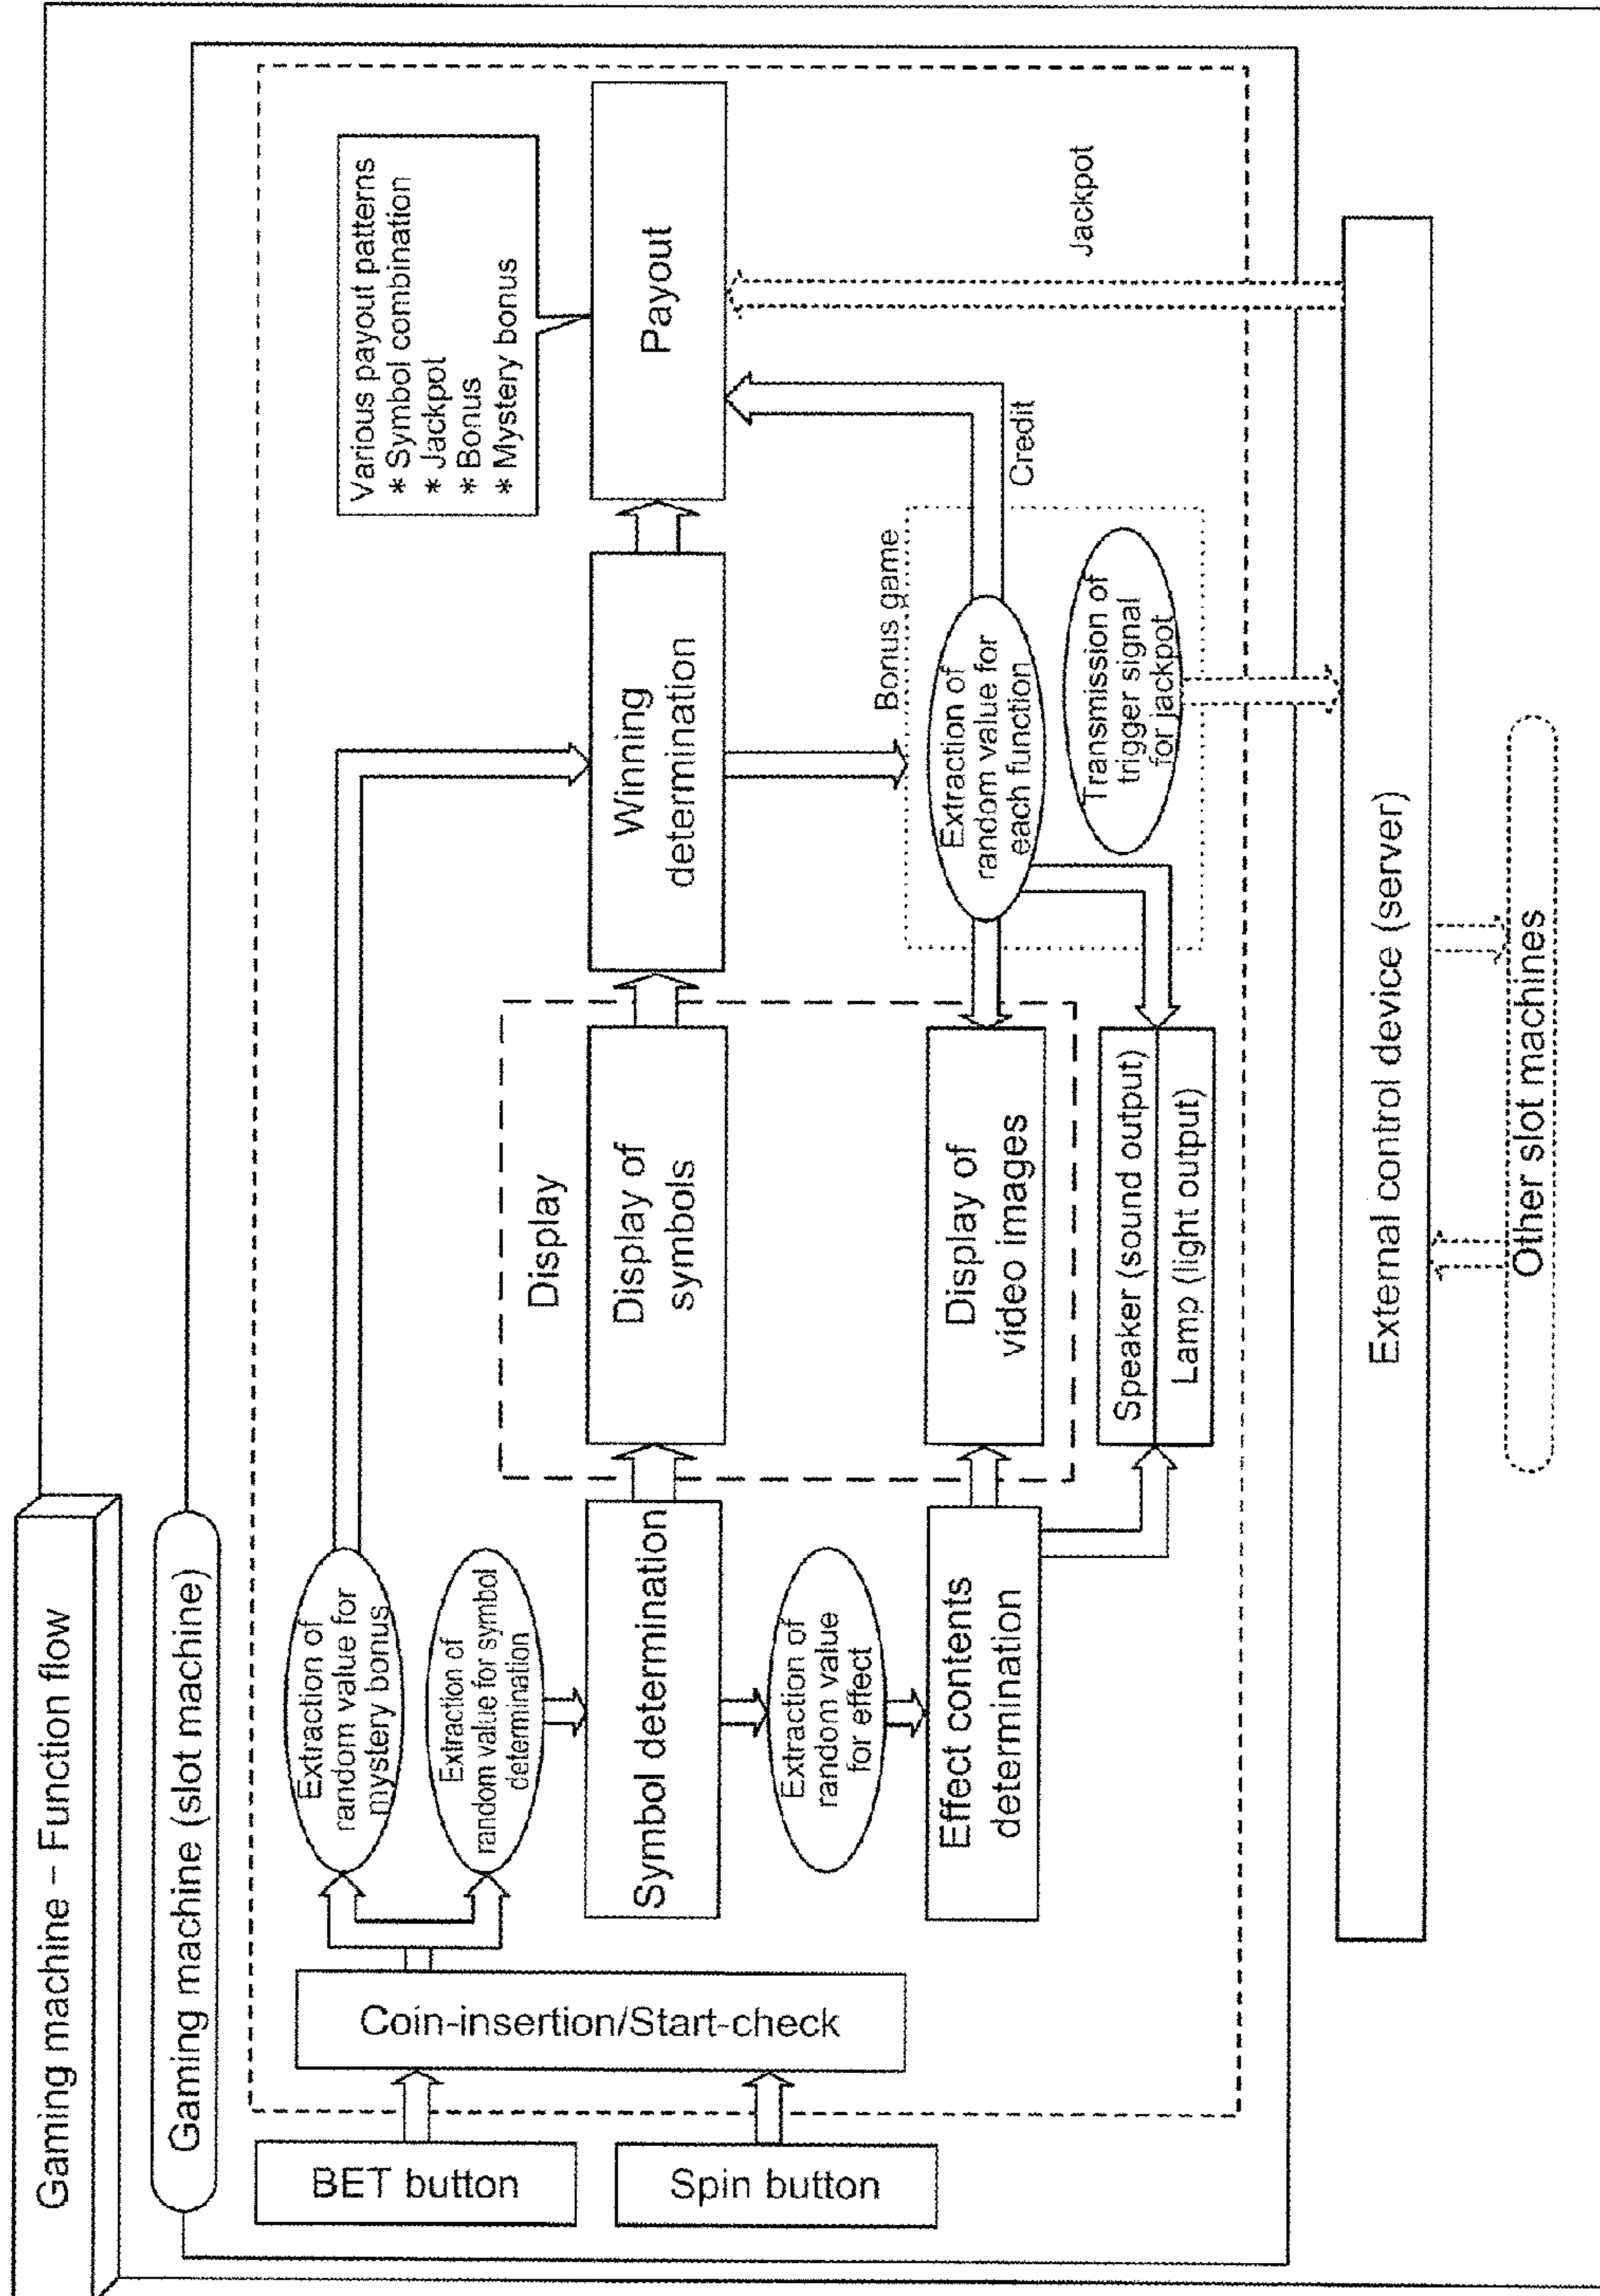 Gaming machine – Function flow
Gaming machine (slot machine)
BET button
Spin button
Coin-insertion/Start-check
Extraction of
random value for
mystery bonus
Extraction of
random value for symbol
determination
Symbol determination
Extraction of
random value
for effect
Effect contents
determination
Display
Display of
symbols
Display of
video images
Speaker (sound output)
Lamp (light output)
Winning
determination
Bonus game
Extraction of
random value for
each function
Transmission of
trigger signal
for jackpot
Various payout patterns
* Symbol combination
* Jackpot
* Bonus
* Mystery bonus
Payout
Credit
Jackpot
External control device (server)
Other slot machines